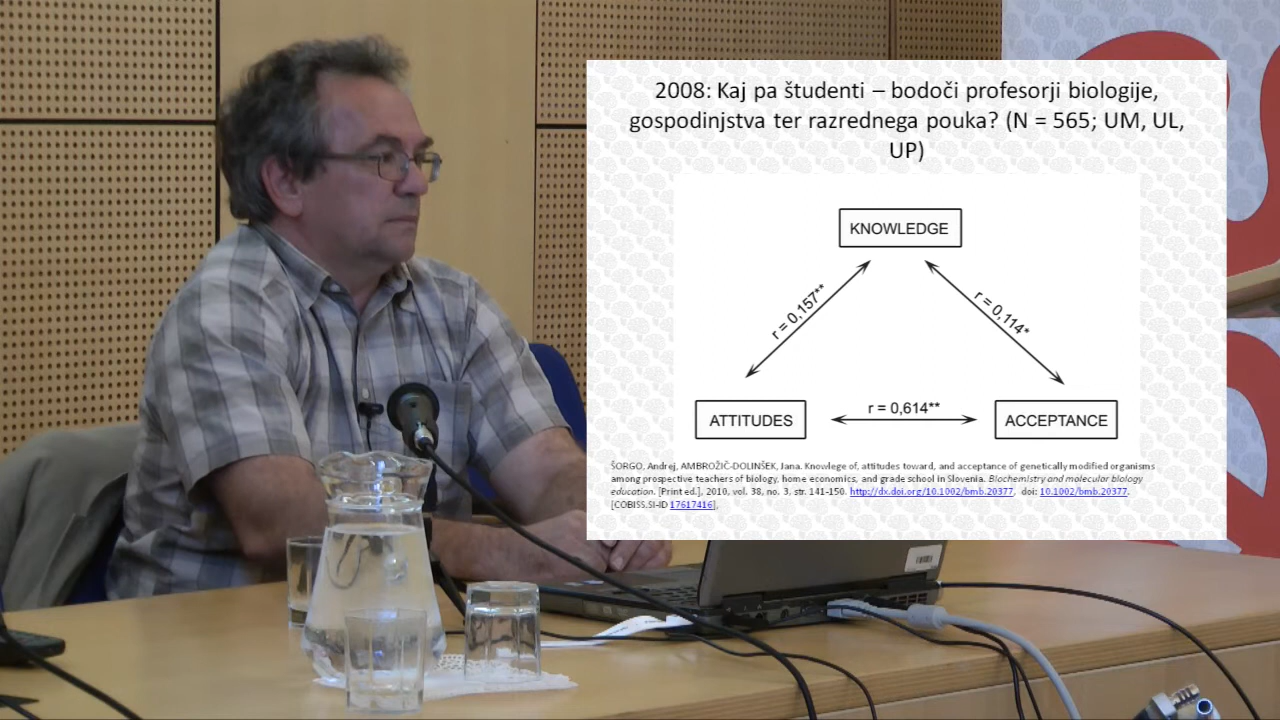 2008: Kaj pa študenti – bodoči profesorji biologije,
gospodinjstva ter razrednega pouka? (N = 565; UM, UL,
UP)
KNOWLEDGE
r = 0,157**
r = 0,114*
ATTITUDES
r = 0,614**
ACCEPTANCE
ŠORGO, Andrej, AMBROŽIČ-DOLINŠEK, Jana. Knowlege of, attitudes toward, and acceptance of genetically modified organisms
among prospective teachers of biology, home economics, and grade school in Slovenia. Biochemistry and molecular biology
education. [Print ed.], 2010, vol. 38, no. 3, str. 141-150. http://dx.doi.org/10.1002/bmb.20377, doi: 10.1002/bmb.20377.
[COBISS.SI-ID 17617416],